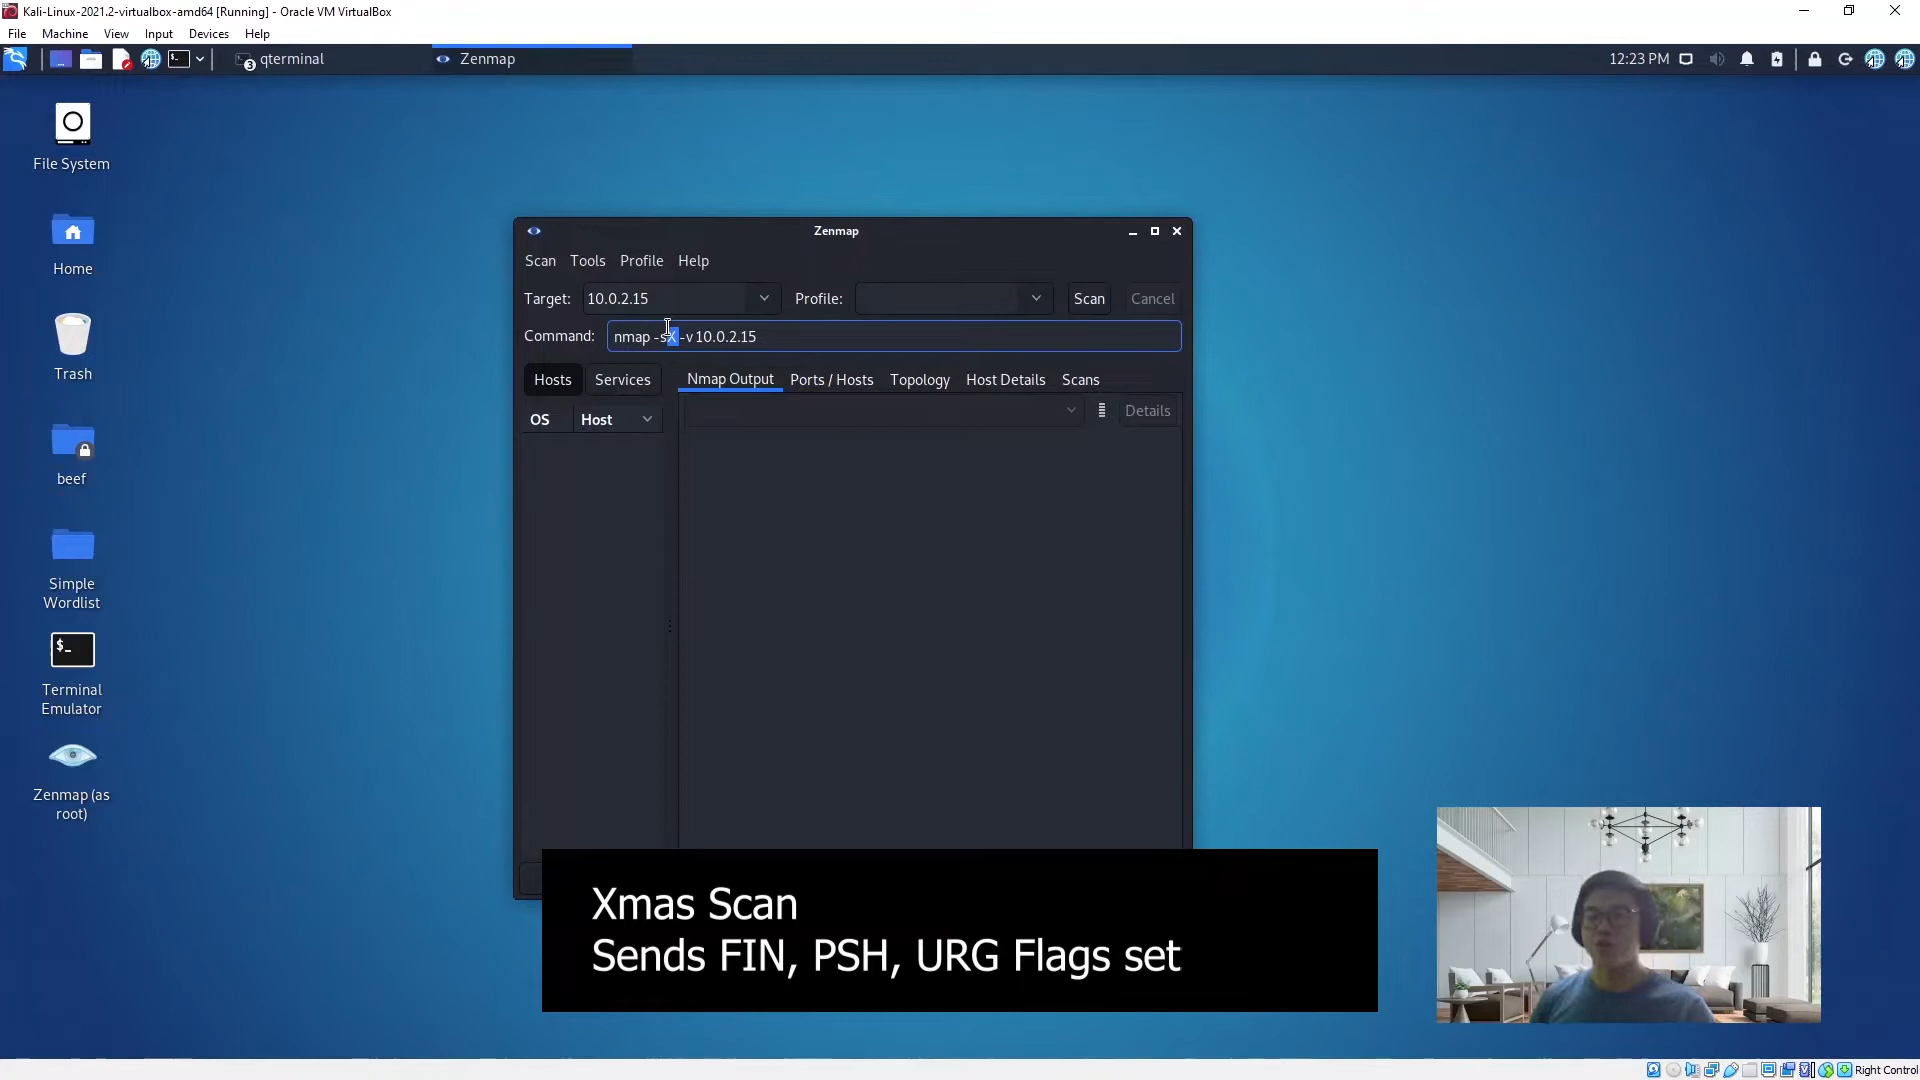 Kali-Linux-2021.2-virtualbox-amd64 [Running] - Oracle VM VirtualBox
File Machine View Input Devices Help
3 qterminal Zenmap 12:23 PM
File System
Home
Trash
beef
Simple
Wordlist
$_
Terminal
Emulator
Zenmap (as
root)
Zenmap
Scan Tools Profile Help
Target: 10.0.2.15 Profile: Scan Cancel
Command: nmap -sX -v 10.0.2.15
Hosts Services Nmap Output Ports / Hosts Topology Host Details Scans
OS Host Details
Xmas Scan
Sends FIN, PSH, URG Flags set
Right Control